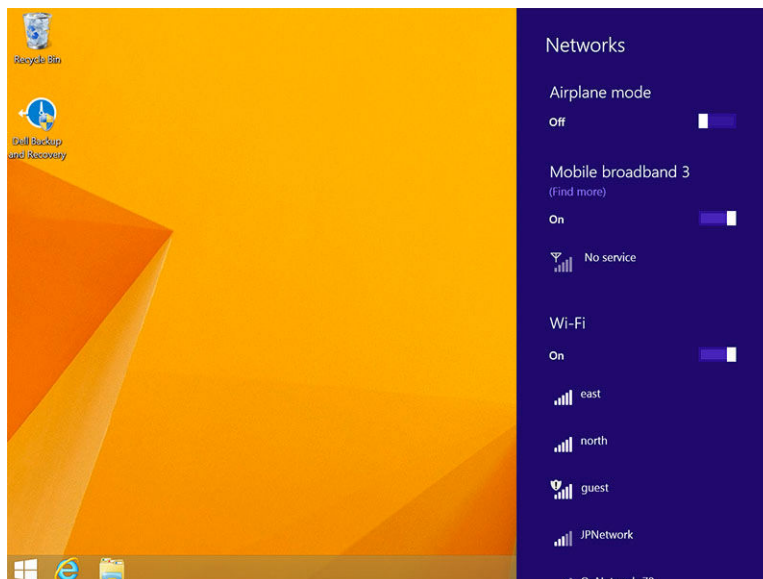 Recycle Bin
Dell Backup
and Recovery
Networks
Airplane mode
Off
Mobile broadband 3
(Find more)
On
No service
Wi-Fi
On
east
north
guest
JPNetwork